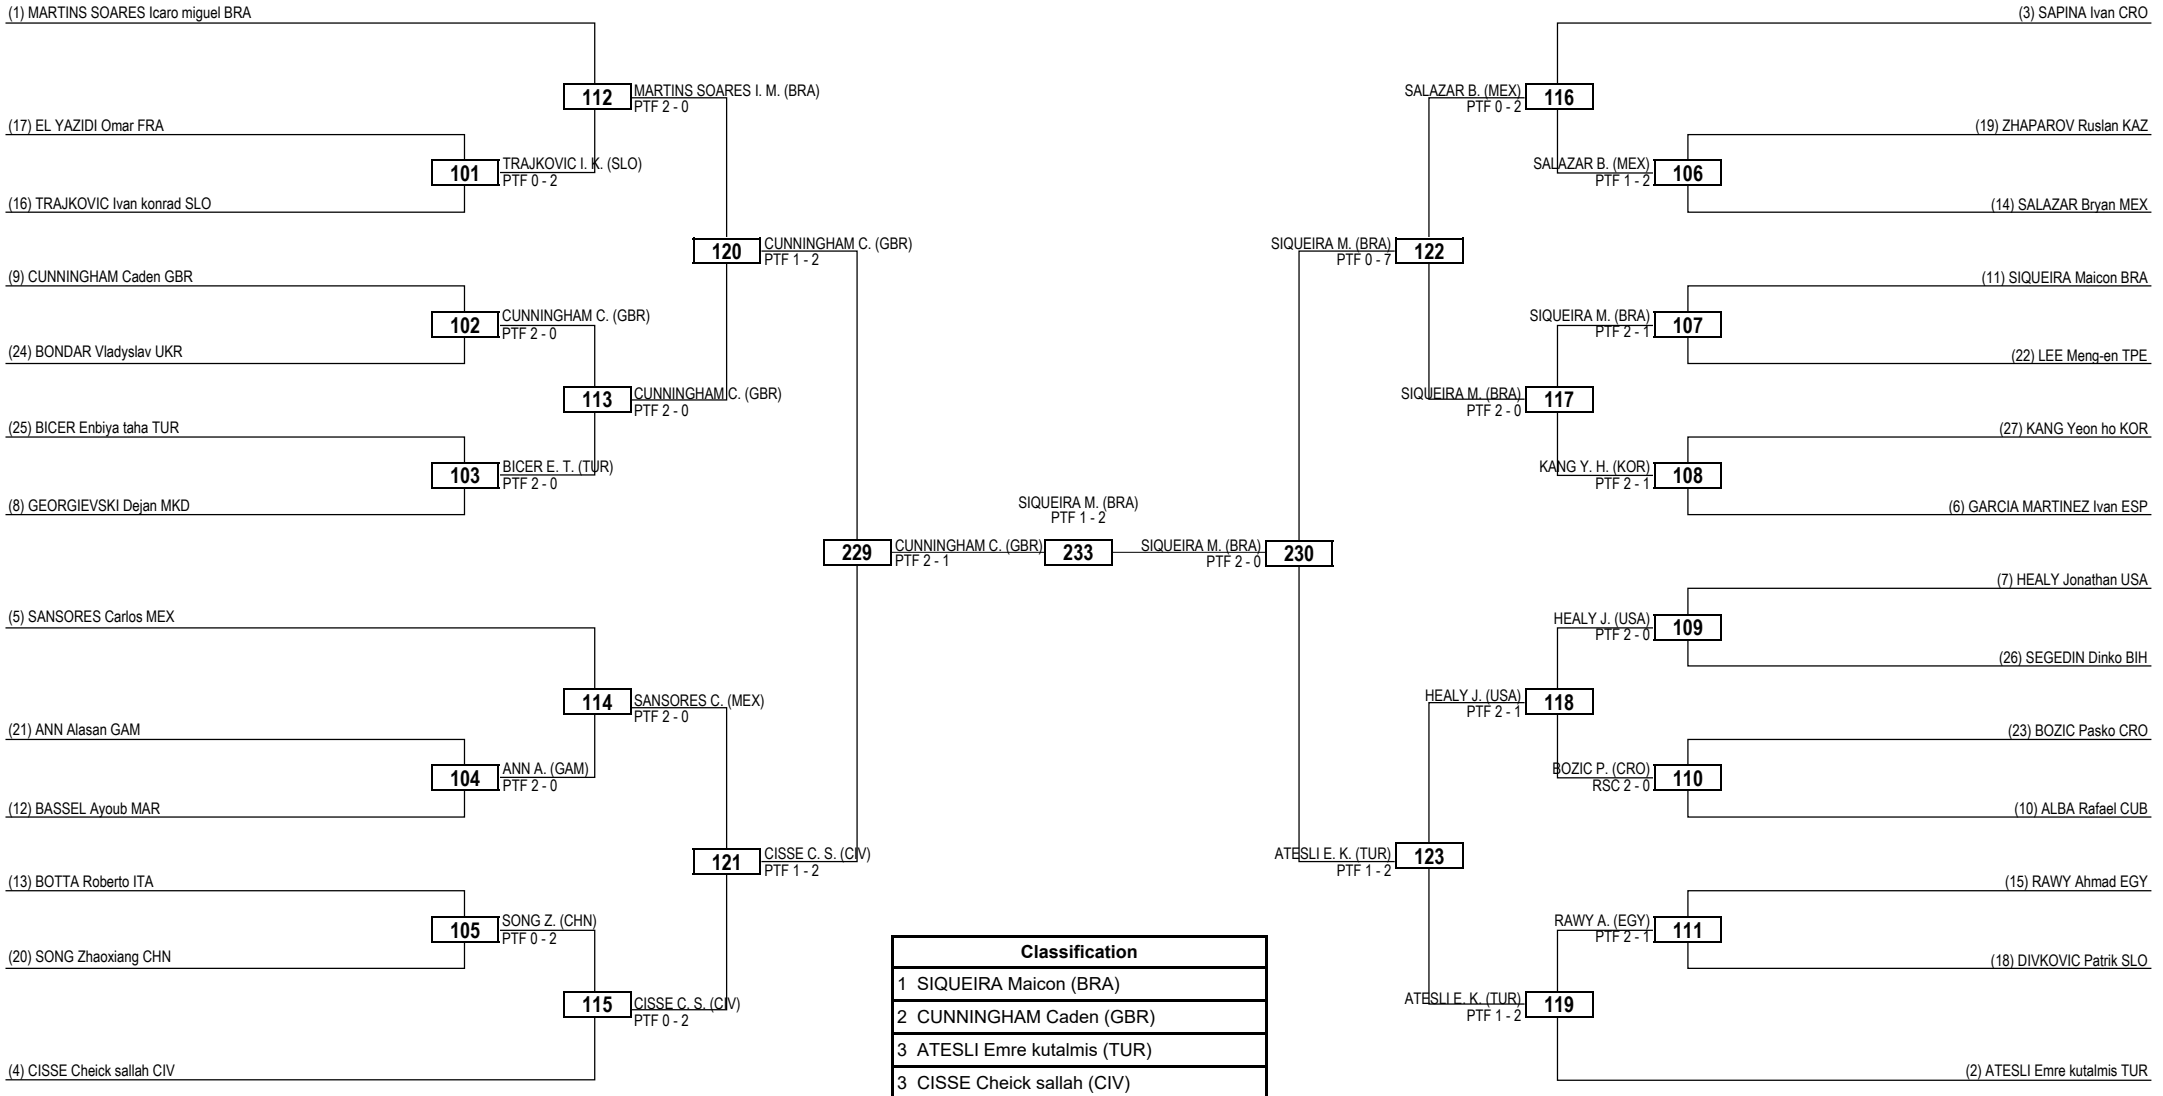 (1) MARTINS SOARES Icaro miguel BRA
112
MARTINS SOARES I. M. (BRA)
PTF 2 - 0
(17) EL YAZIDI Omar FRA
101
TRAJKOVIC I. K. (SLO)
PTF 0 - 2
(16) TRAJKOVIC Ivan konrad SLO
120
CUNNINGHAM C. (GBR)
PTF 1 - 2
(9) CUNNINGHAM Caden GBR
102
CUNNINGHAM C. (GBR)
PTF 2 - 0
(24) BONDAR Vladyslav UKR
113
CUNNINGHAM C. (GBR)
PTF 2 - 0
(25) BICER Enbiya taha TUR
103
BICER E. T. (TUR)
PTF 2 - 0
(8) GEORGIEVSKI Dejan MKD
229
CUNNINGHAM C. (GBR)
PTF 2 - 1
(5) SANSORES Carlos MEX
114
SANSORES C. (MEX)
PTF 2 - 0
(21) ANN Alasan GAM
104
ANN A. (GAM)
PTF 2 - 0
(12) BASSEL Ayoub MAR
121
CISSE C. S. (CIV)
PTF 1 - 2
(13) BOTTA Roberto ITA
105
SONG Z. (CHN)
PTF 0 - 2
(20) SONG Zhaoxiang CHN
115
CISSE C. S. (CIV)
PTF 0 - 2
(4) CISSE Cheick sallah CIV
SIQUEIRA M. (BRA)
PTF 1 - 2
233
(3) SAPINA Ivan CRO
SALAZAR B. (MEX)
PTF 0 - 2
116
(19) ZHAPAROV Ruslan KAZ
SALAZAR B. (MEX)
PTF 1 - 2
106
(14) SALAZAR Bryan MEX
SIQUEIRA M. (BRA)
PTF 0 - 7
122
(11) SIQUEIRA Maicon BRA
SIQUEIRA M. (BRA)
PTF 2 - 1
107
(22) LEE Meng-en TPE
SIQUEIRA M. (BRA)
PTF 2 - 0
117
(27) KANG Yeon ho KOR
KANG Y. H. (KOR)
PTF 2 - 1
108
(6) GARCIA MARTINEZ Ivan ESP
SIQUEIRA M. (BRA)
PTF 2 - 0
230
(7) HEALY Jonathan USA
HEALY J. (USA)
PTF 2 - 0
109
(26) SEGEDIN Dinko BIH
HEALY J. (USA)
PTF 2 - 1
118
(23) BOZIC Pasko CRO
BOZIC P. (CRO)
RSC 2 - 0
110
(10) ALBA Rafael CUB
ATESLI E. K. (TUR)
PTF 1 - 2
123
(15) RAWY Ahmad EGY
RAWY A. (EGY)
PTF 2 - 1
111
(18) DIVKOVIC Patrik SLO
ATESLI E. K. (TUR)
PTF 1 - 2
119
(2) ATESLI Emre kutalmis TUR
Classification
1 SIQUEIRA Maicon (BRA)
2 CUNNINGHAM Caden (GBR)
3 ATESLI Emre kutalmis (TUR)
3 CISSE Cheick sallah (CIV)